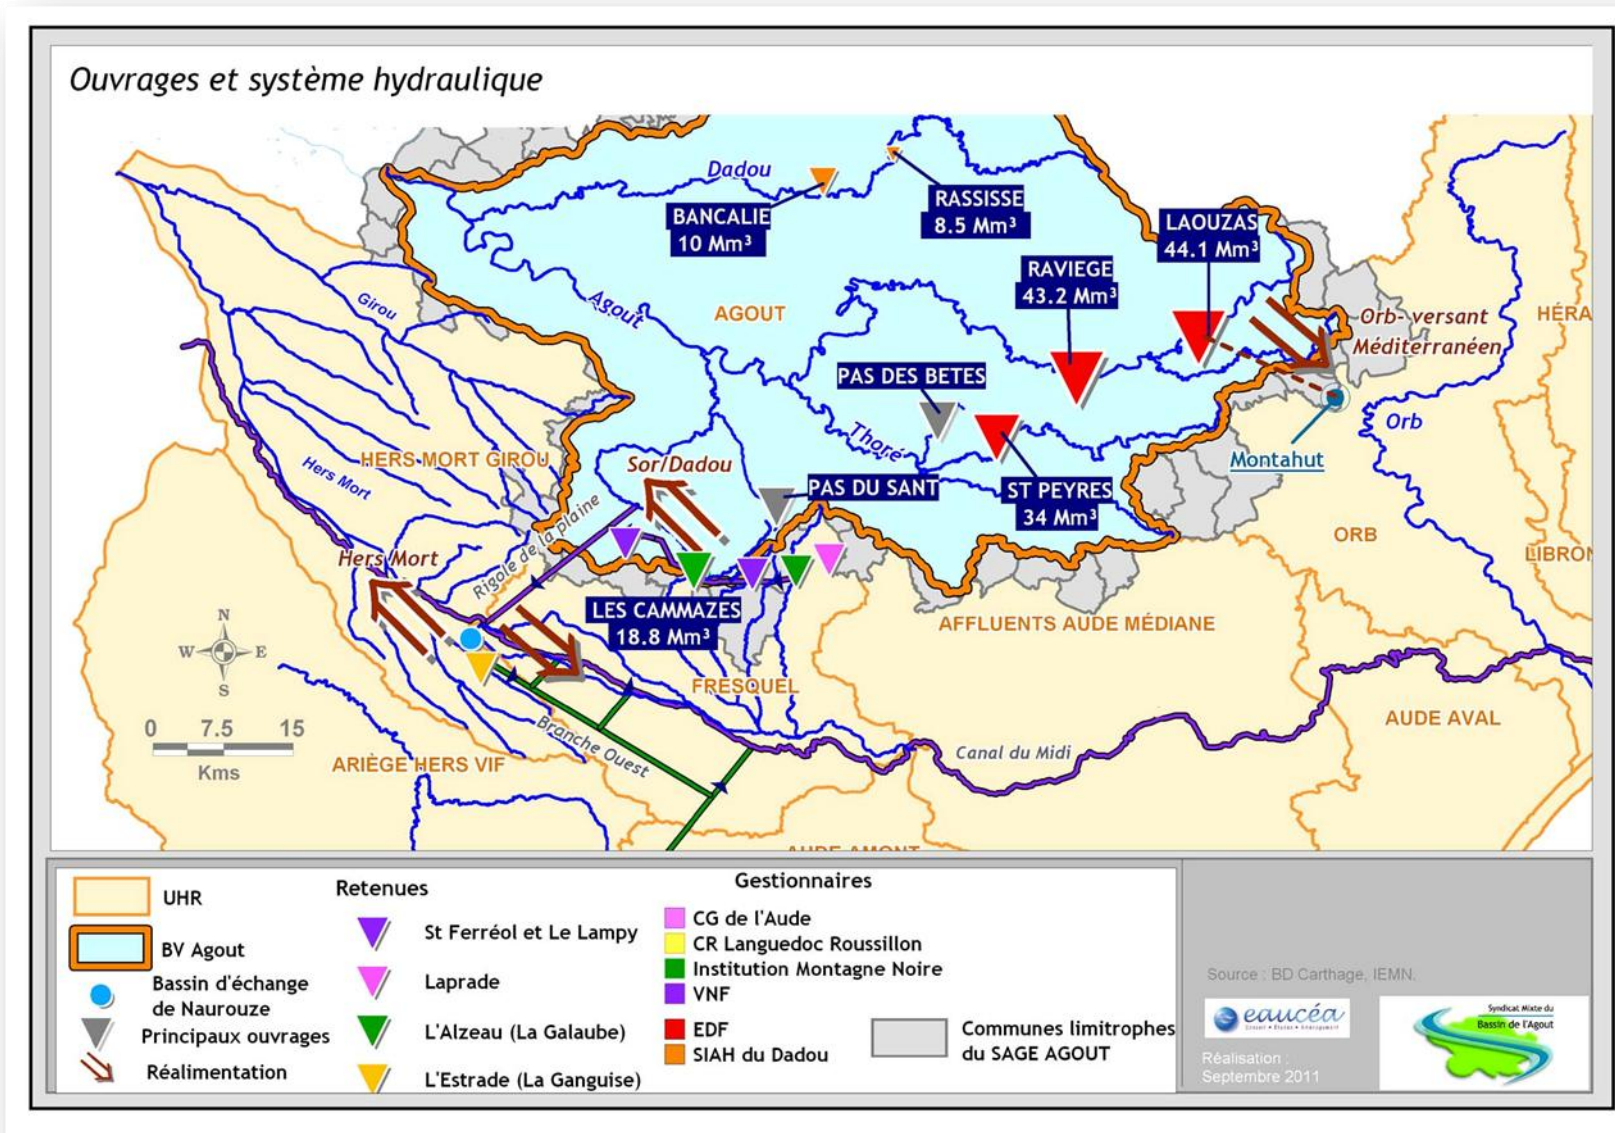 Ouvrages et système hydraulique
Dadou
BANCALIE
10 Mm³
RASSISSE
8.5 Mm³
LAOUZAS
44.1 Mm³
RAVIEGE
43.2 Mm³
Girou
Agout
AGOUT
Orb- versant
Méditerranéen
HÉRA
PAS DES BETES
Thoré
Orb
Montahut
HERS MORT GIROU
Hers Mort
Sor/Dadou
PAS DU SANT
ST PEYRES
34 Mm³
Rigole de la plaine
ORB
LIBRON
Hers Mort
LES CAMMAZES
18.8 Mm³
AFFLUENTS AUDE MÉDIANE
N
W
E
S
FRESQUEL
0 7.5 15
Kms
Branche Ouest
ARIÈGE HERS VIF
Canal du Midi
AUDE AVAL
AUDE AMONT
UHR
BV Agout
Bassin d'échange
de Naurouze
Principaux ouvrages
Réalimentation
Retenues
St Ferréol et Le Lampy
Laprade
L'Alzeau (La Galaube)
L'Estrade (La Ganguise)
Gestionnaires
CG de l'Aude
CR Languedoc Roussillon
Institution Montagne Noire
VNF
EDF
SIAH du Dadou
Communes limitrophes
du SAGE AGOUT
Source : BD Carthage, IEMN.
eaucéa
Conseil • Études • Aménagement
Syndicat Mixte du
Bassin de l'Agout
Réalisation :
Septembre 2011